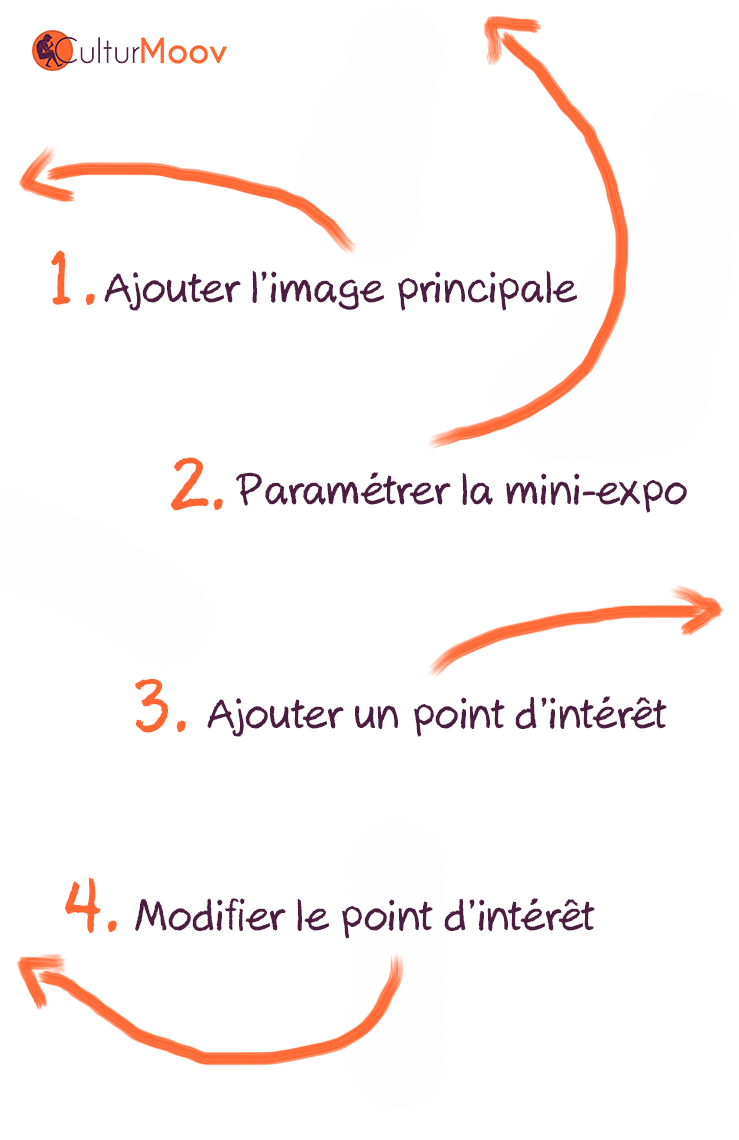 CulturMoov
1. Ajouter l'image principale
2. Paramétrer la mini-expo
3. Ajouter un point d'intérêt
4. Modifier le point d'intérêt